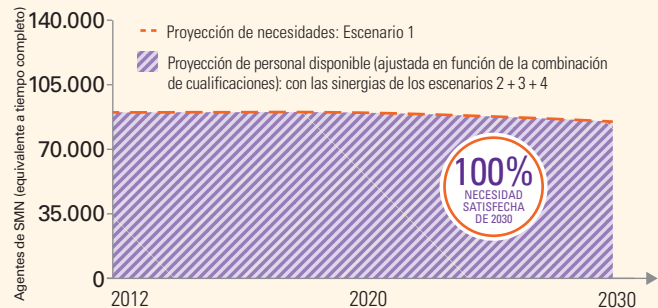 Agentes de SMN (equivalente a tiempo completo)
140.000
105.000
70.000
35.000
0
Proyección de necesidades: Escenario 1
Proyección de personal disponible (ajustada en función de la combinación
de cualificaciones): con las sinergias de los escenarios 2 + 3 + 4
100%
NECESIDAD
SATISFECHA
DE 2030
2012
2020
2030